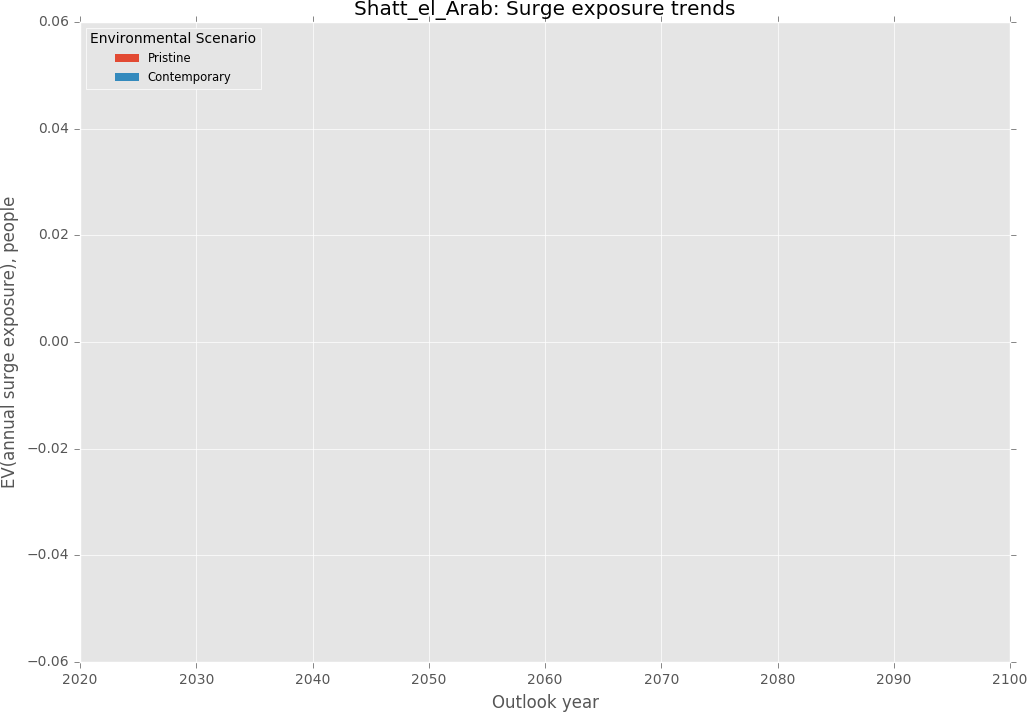 Shatt_el_Arab: Surge exposure trends
Environmental Scenario
Pristine
Contemporary
EV(annual surge exposure), people
0.06
0.04
0.02
0.00
−0.02
−0.04
−0.06
2020 2030 2040 2050 2060 2070 2080 2090 2100
Outlook year